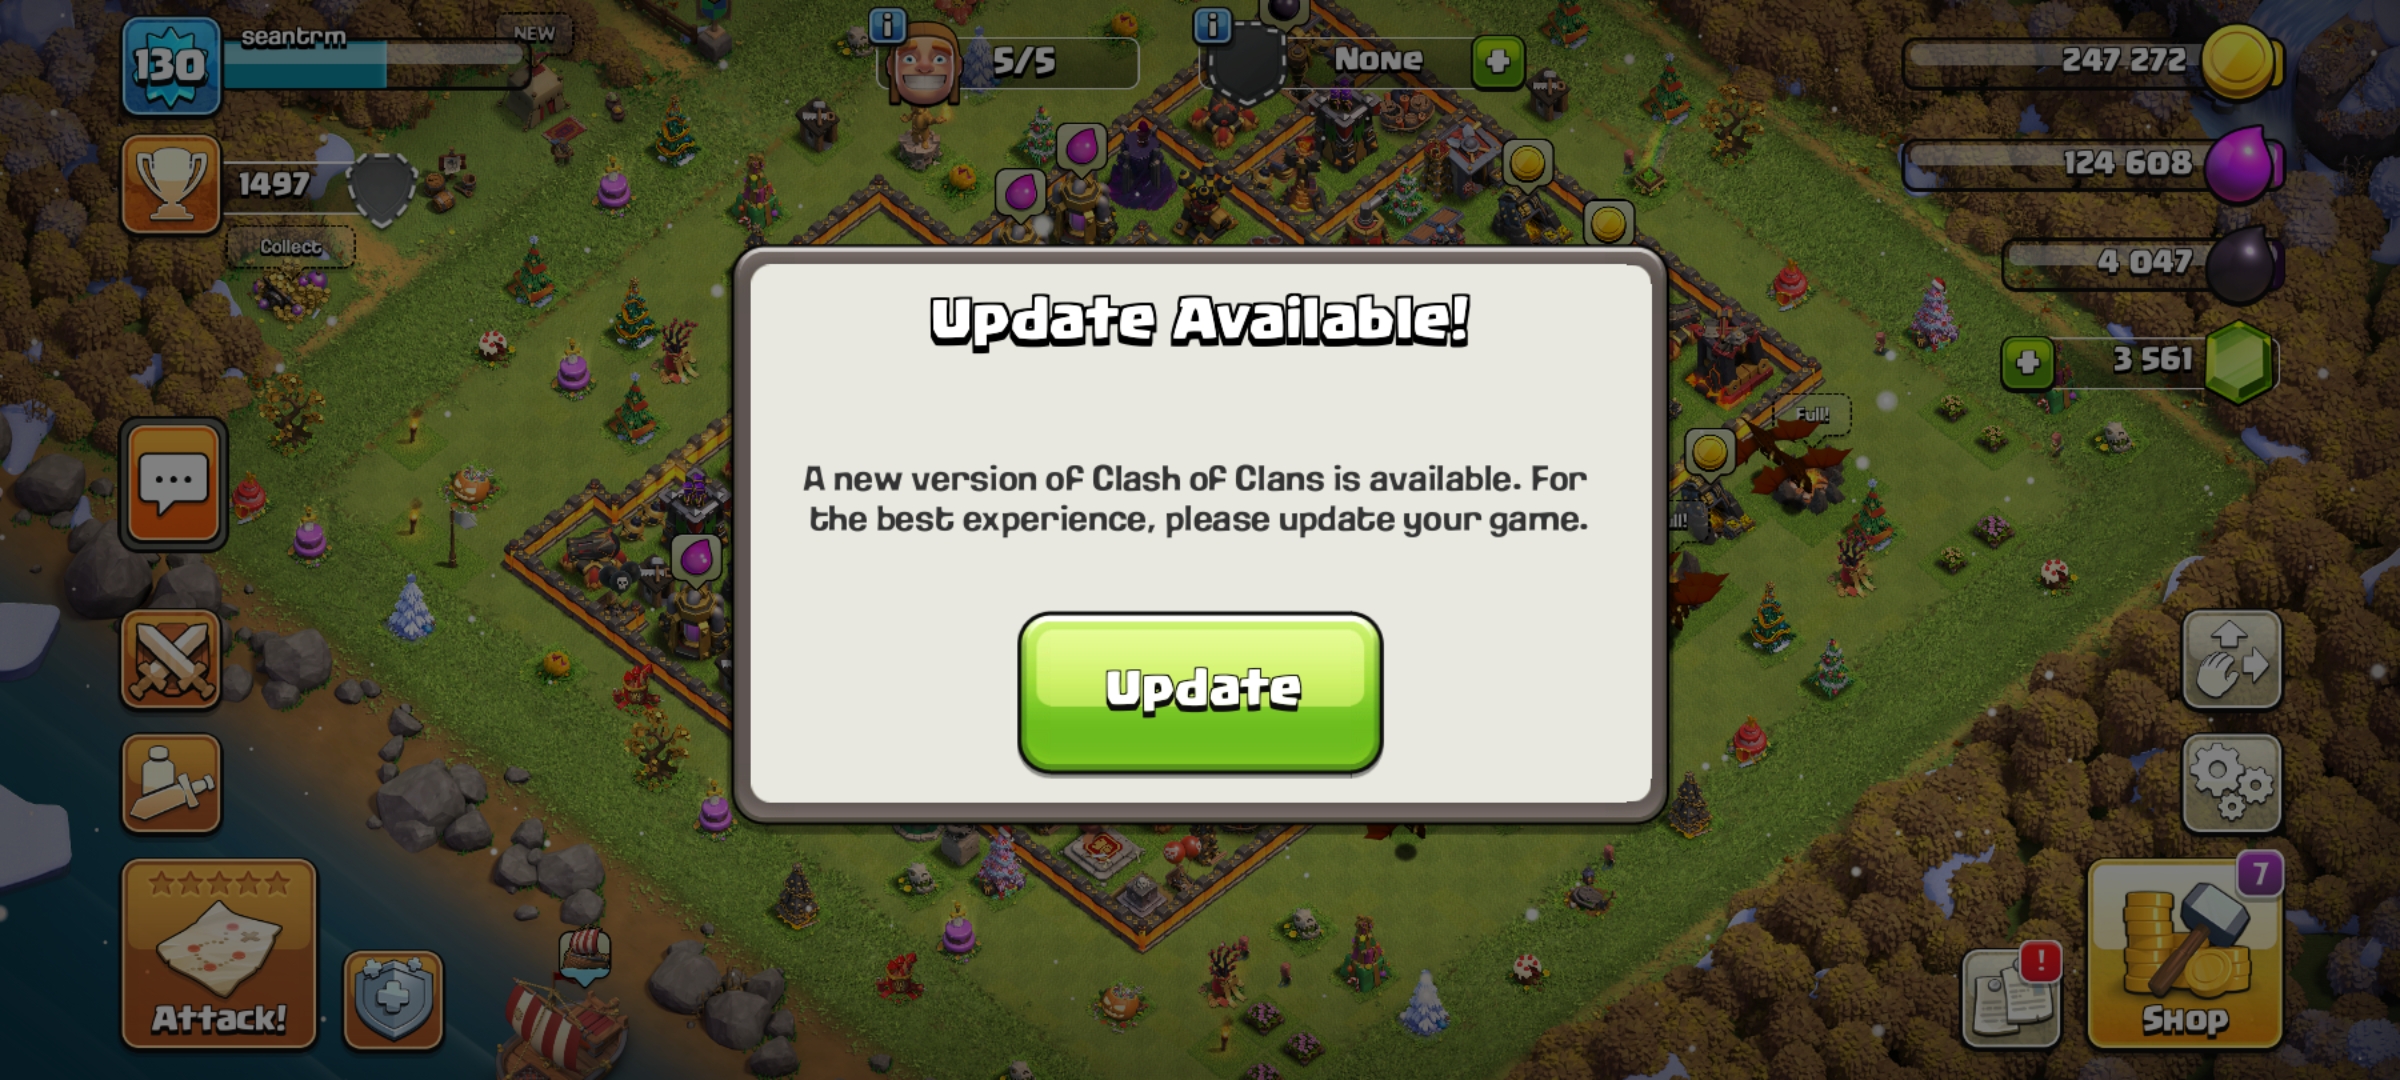 130
seantrm
NEW
5/5
None
247 272
1497
124 608
Collect
4 047
Update Available!
3 561
Full!
A new version of Clash of Clans is available. For
the best experience, please update your game.
Update
7
Attack!
!
Shop